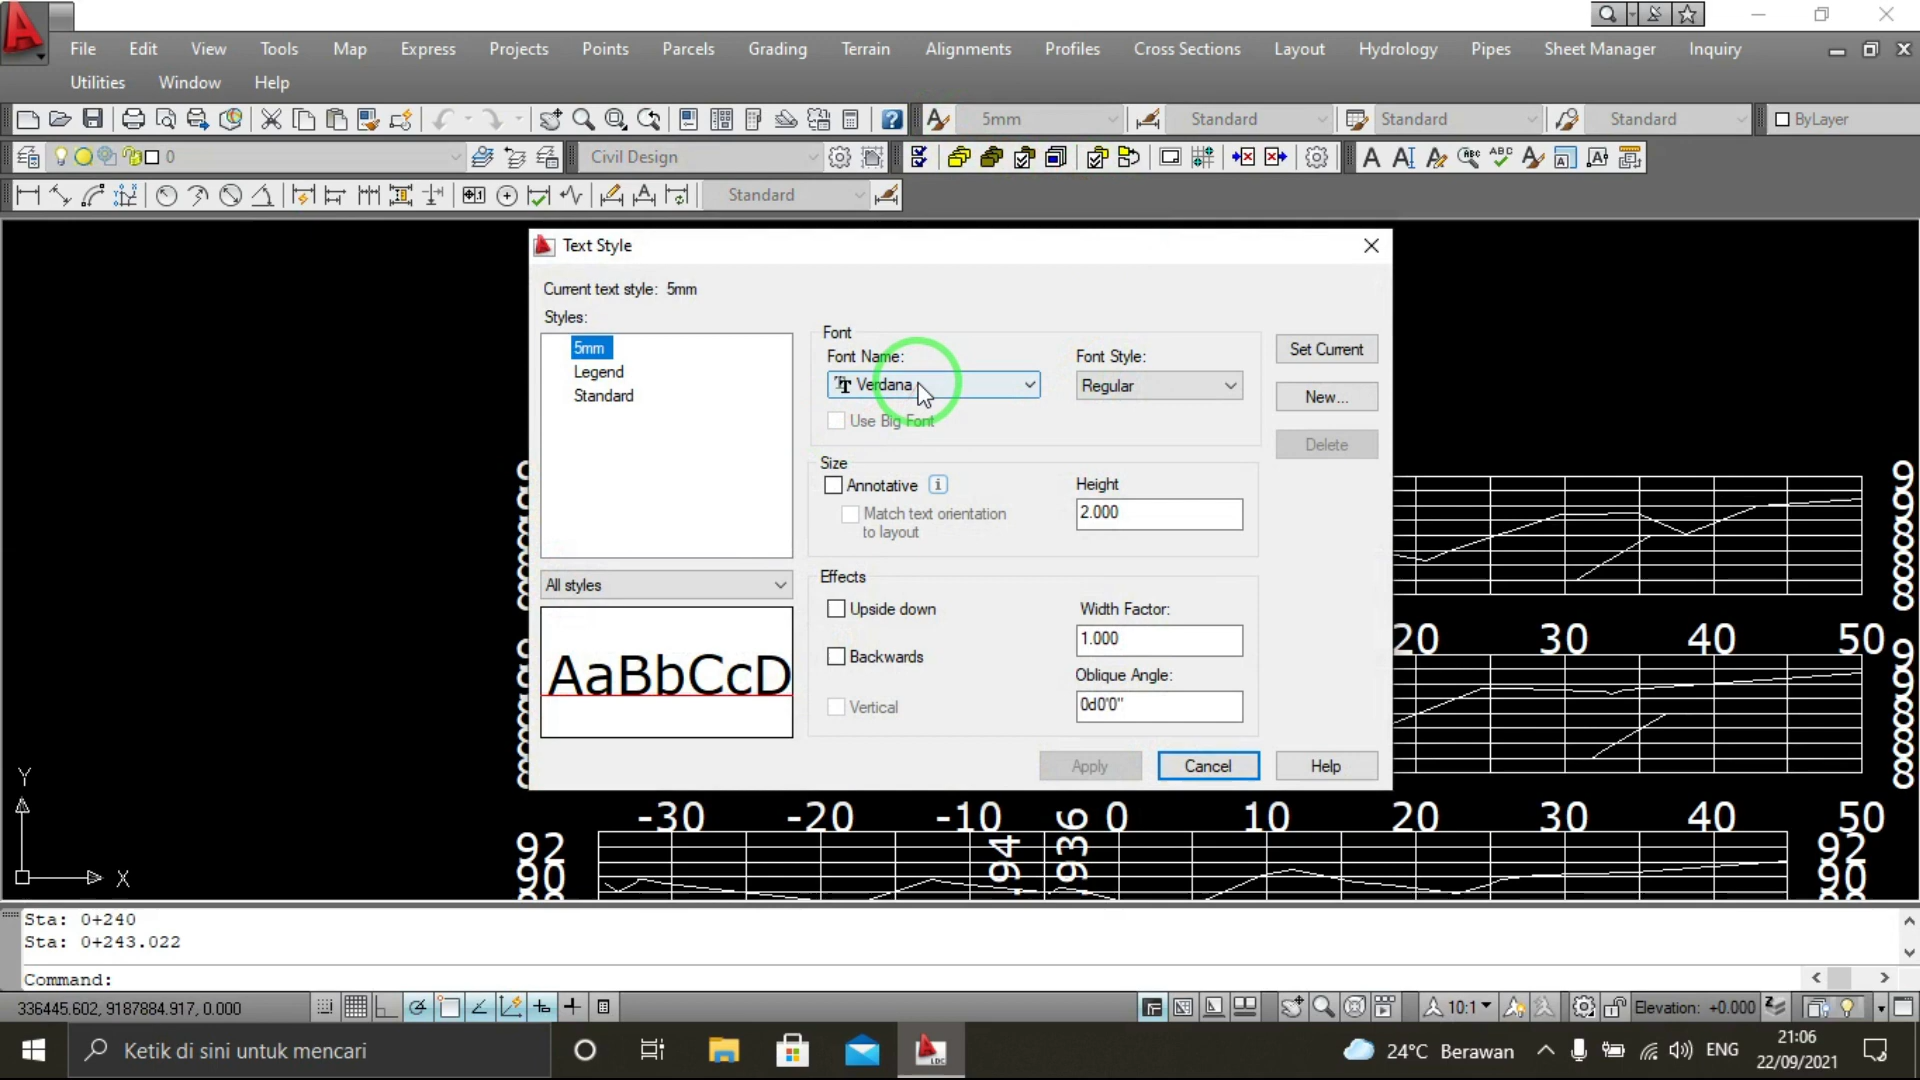 File Edit View Tools Map Express Projects Points Parcels Grading Terrain Alignments Profiles Cross Sections Layout Hydrology Pipes Sheet Manager Inquiry
Utilities Window Help
5mm Standard Standard Standard ByLayer
0 Civil Design
Standard
Text Style
Current text style: 5mm
Styles:
5mm
Legend
Standard
All styles
AaBbCcD
Font
Font Name:
Verdana
Use Big Font
Font Style:
Regular
Set Current
New...
Delete
Size
Annotative
Match text orientation
to layout
Height
2.000
Effects
Upside down
Backwards
Vertical
Width Factor:
1.000
Oblique Angle:
0d0'0"
Apply Cancel Help
20 30 40 50
-30 -20 -10 0 10 20 30 40 50
92 92
90 90
.94 .936
Y
X
Sta: 0+240
Sta: 0+243.022
Command:
336445.602, 9187884.917, 0.000
10:1
Elevation: +0.000
Ketik di sini untuk mencari
LDC
24°C Berawan
ENG
21:06
22/09/2021